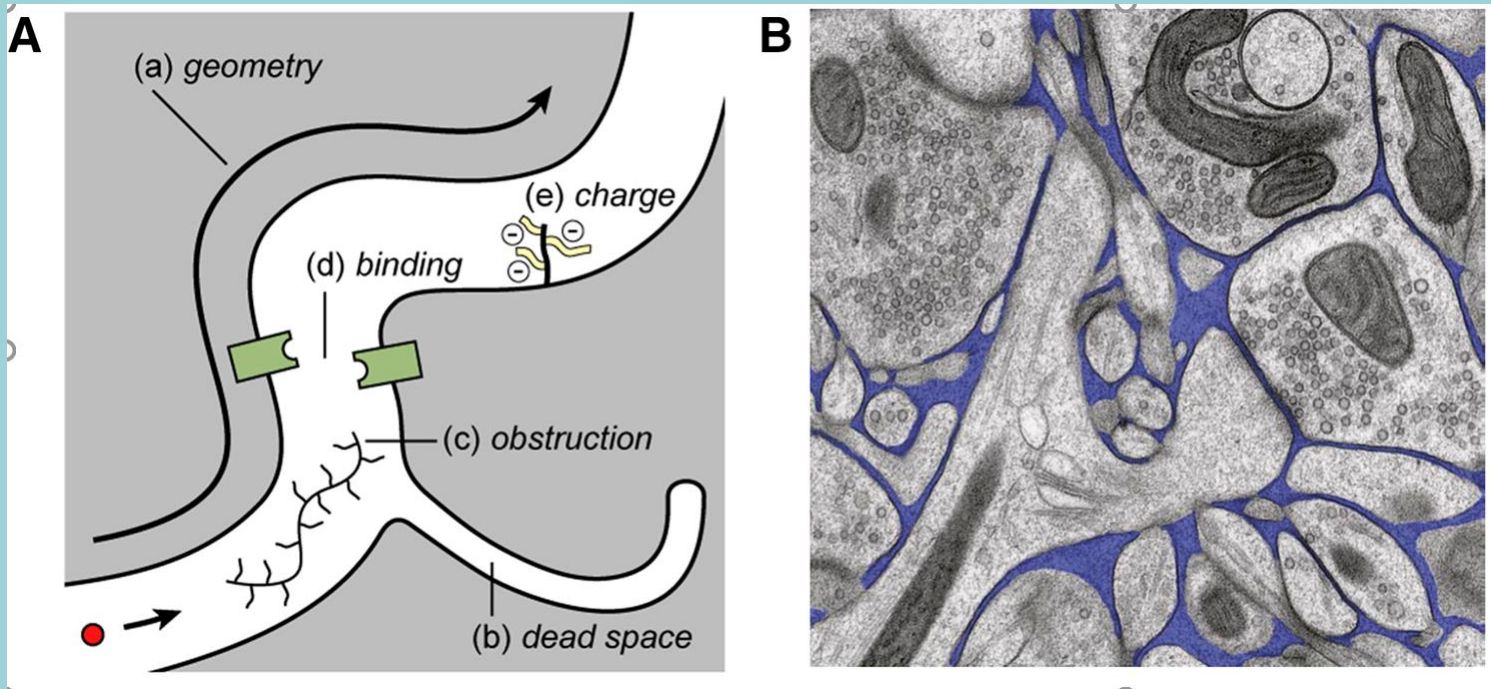 A
(a) geometry
(e) charge
(d) binding
(c) obstruction
(b) dead space
B